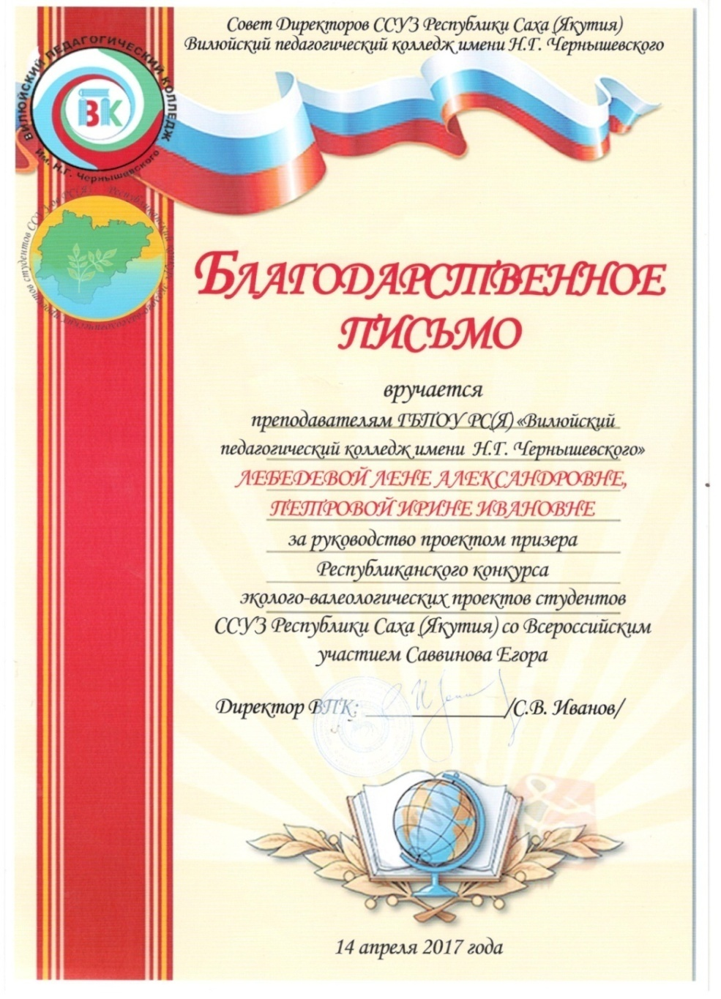 Совет Директоров ССУЗ Республики Саха (Якутия)
Вилюйский педагогический колледж имени Н.Г. Чернышевского
ВИЛЮЙСКИЙ ПЕДАГОГИЧЕСКИЙ КОЛЛЕДЖ
ВК
Им. Н.Г. Чернышевского
БЛАГОДАРСТВЕННОЕ
ПИСЬМО
вручается
преподавателям ГБПОУ РС(Я) «Вилюйский
педагогический колледж имени Н.Г. Чернышевского»
ЛЕБЕДЕВОЙ ЛЕНЕ АЛЕКСАНДРОВНЕ,
ПЕТРОВОЙ ИРИНЕ ИВАНОВНЕ
за руководство проектом призера
Республиканского конкурса
эколого-валеологических проектов студентов
ССУЗ Республики Саха (Якутия) со Всероссийским
участием Саввинова Егора
Директор ВПК: /С.В. Иванов/
14 апреля 2017 года